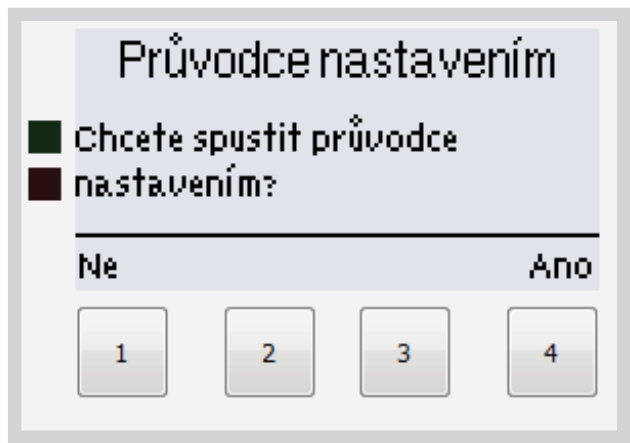 Průvodce nastavením
Chcete spustit průvodce
nastavením?
Ne Ano
1 2 3 4